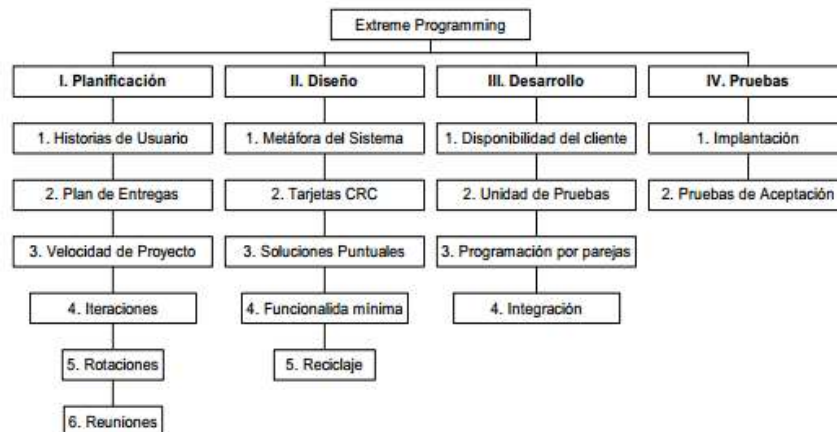 Extreme Programming
I. Planificación
II. Diseño
III. Desarrollo
IV. Pruebas
1. Historias de Usuario
1. Metáfora del Sistema
1. Disponibilidad del cliente
1. Implantación
2. Plan de Entregas
2. Tarjetas CRC
2. Unidad de Pruebas
2. Pruebas de Aceptación
3. Velocidad de Proyecto
3. Soluciones Puntuales
3. Programación por parejas
4. Iteraciones
4. Funcionalida mínima
4. Integración
5. Rotaciones
5. Reciclaje
6. Reuniones